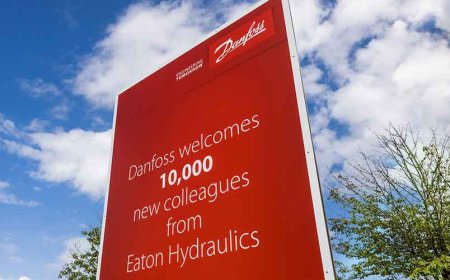 ENGINEERING
TOMORROW
Danfoss
Danfoss welcomes
10,000
new colleagues
from
Eaton Hydraulics